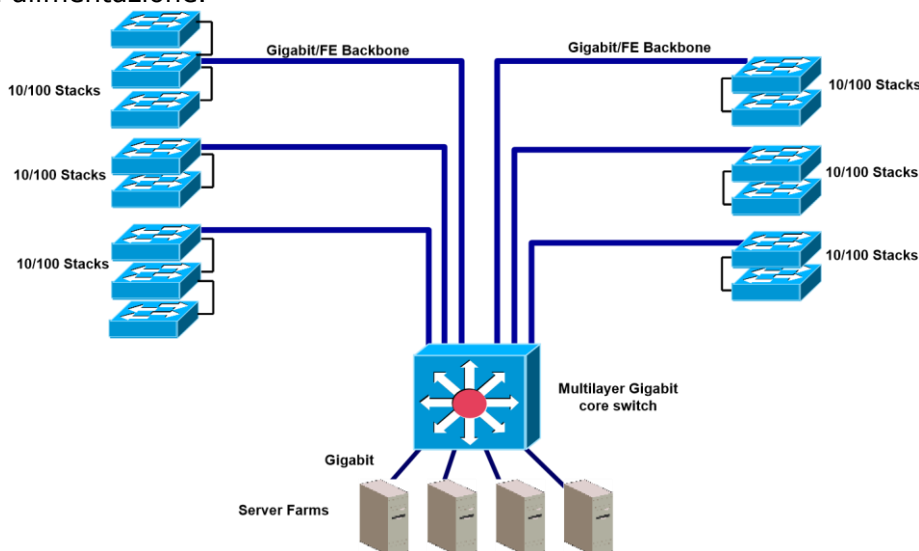 alimentazione.
Gigabit/FE Backbone
Gigabit/FE Backbone
10/100 Stacks
10/100 Stacks
10/100 Stacks
10/100 Stacks
10/100 Stacks
10/100 Stacks
Multilayer Gigabit
core switch
Gigabit
Server Farms